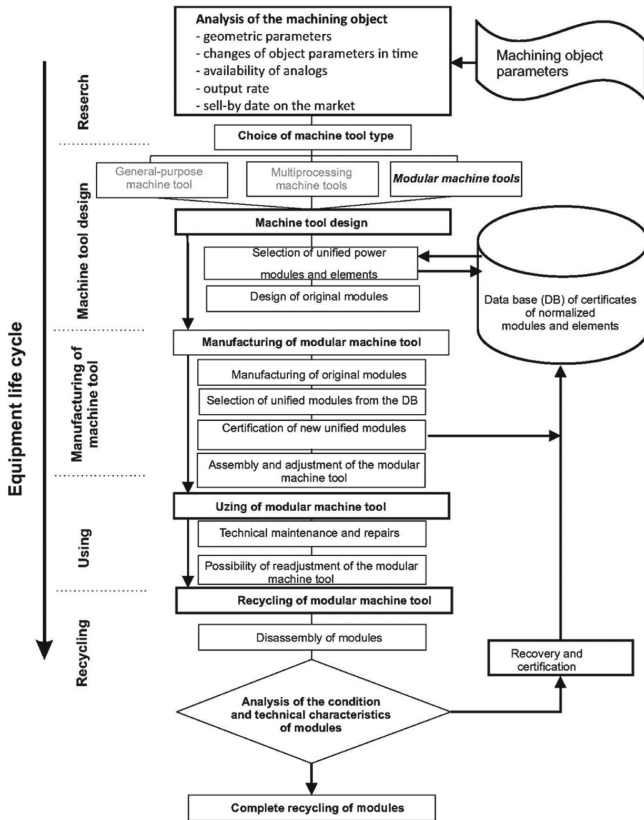 Analysis of the machining object
- geometric parameters
- changes of object parameters in time
- availability of analogs
- output rate
- sell-by date on the market
Machining object
parameters
Choice of machine tool type
General-purpose
machine tool
Multiprocessing
machine tools
Modular machine tools
Machine tool design
Selection of unified power
modules and elements
Design of original modules
Data base (DB) of certificates
of normalized
modules and elements
Manufacturing of modular machine tool
Manufacturing of original modules
Selection of unified modules from the DB
Certification of new unified modules
Assembly and adjustment of the modular
machine tool
Uzing of modular machine tool
Technical maintenance and repairs
Possibility of readjustment of the modular
machine tool
Recycling of modular machine tool
Disassembly of modules
Recovery and
certification
Analysis of the condition
and technical characteristics
of modules
Complete recycling of modules
Equipment life cycle
Reserch
Machine tool design
Manufacturing of
machine tool
Using
Recycling